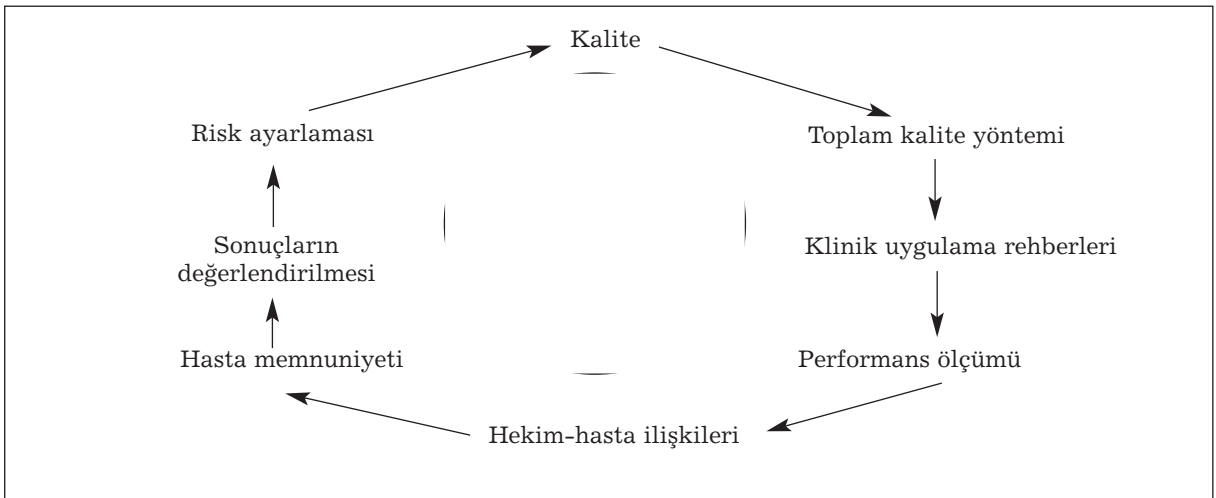 Kalite
Toplam kalite yöntemi
Klinik uygulama rehberleri
Performans ölçümü
Hekim-hasta ilişkileri
Hasta memnuniyeti
Sonuçların
değerlendirilmesi
Risk ayarlaması